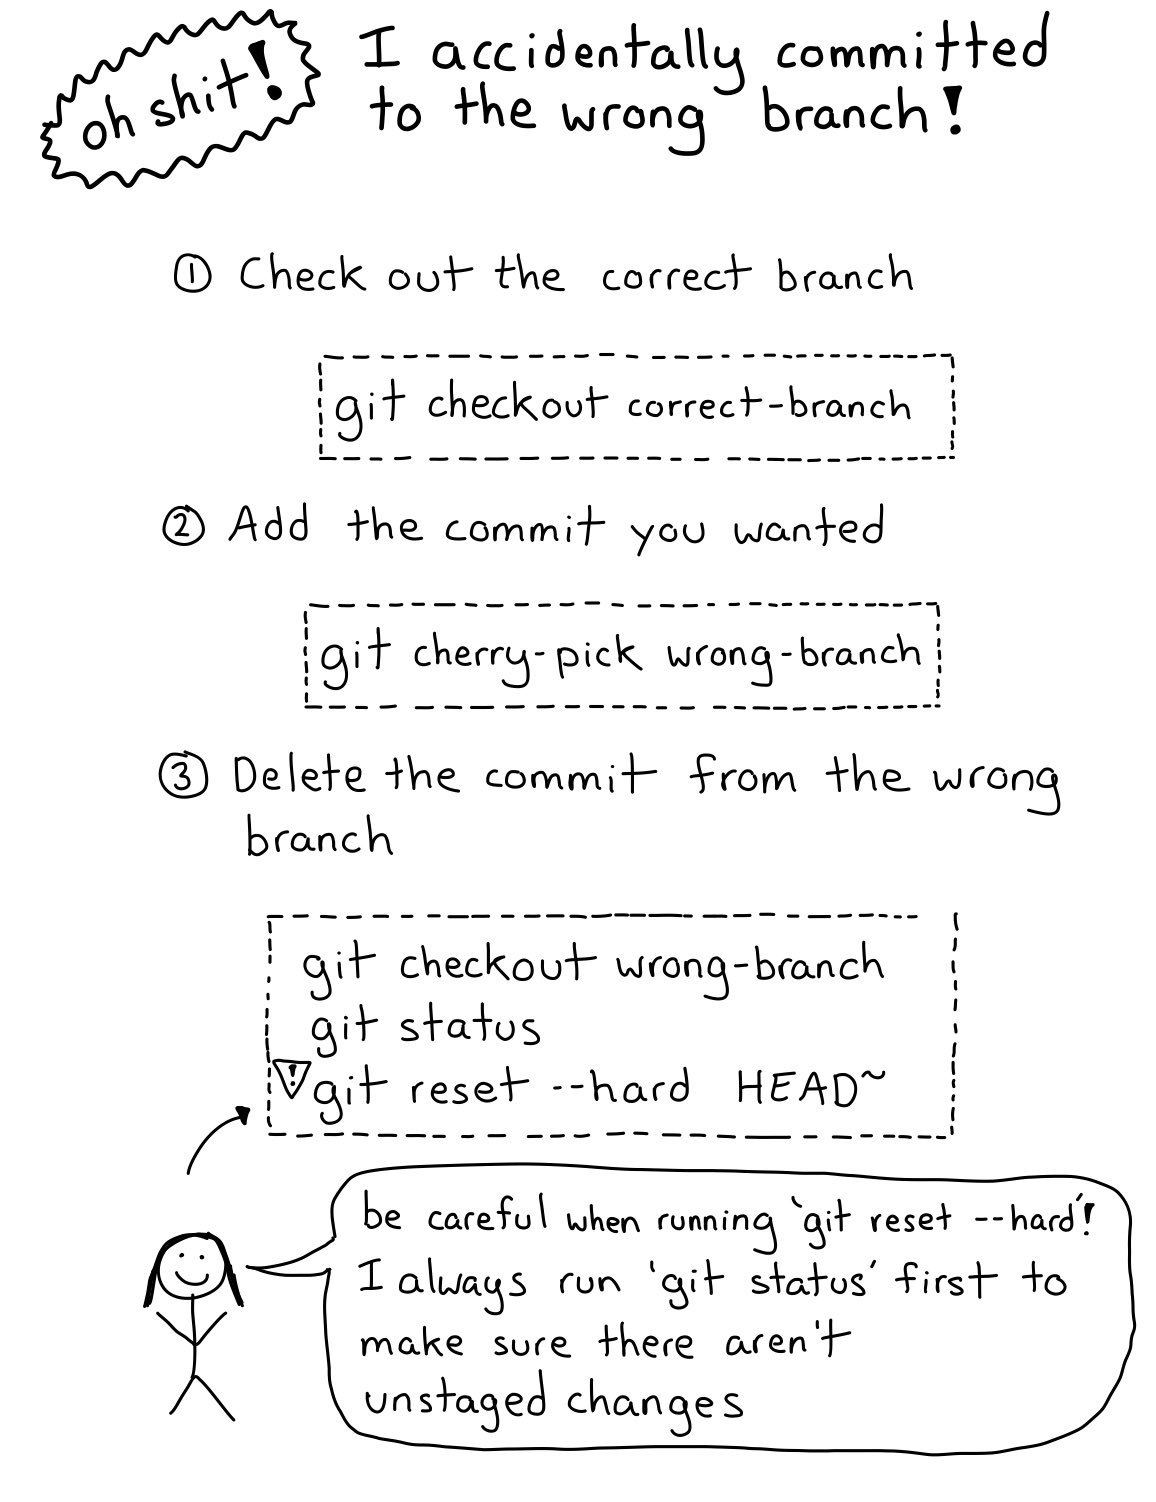 oh shit!
I accidentally committed
to the wrong branch!
① Check out the correct branch
git checkout correct-branch
② Add the commit you wanted
git cherry-pick wrong-branch
③ Delete the commit from the wrong
branch
git checkout wrong-branch
git status
! git reset --hard HEAD~
be careful when running 'git reset --hard'!
I always run 'git status' first to
make sure there aren't
unstaged changes